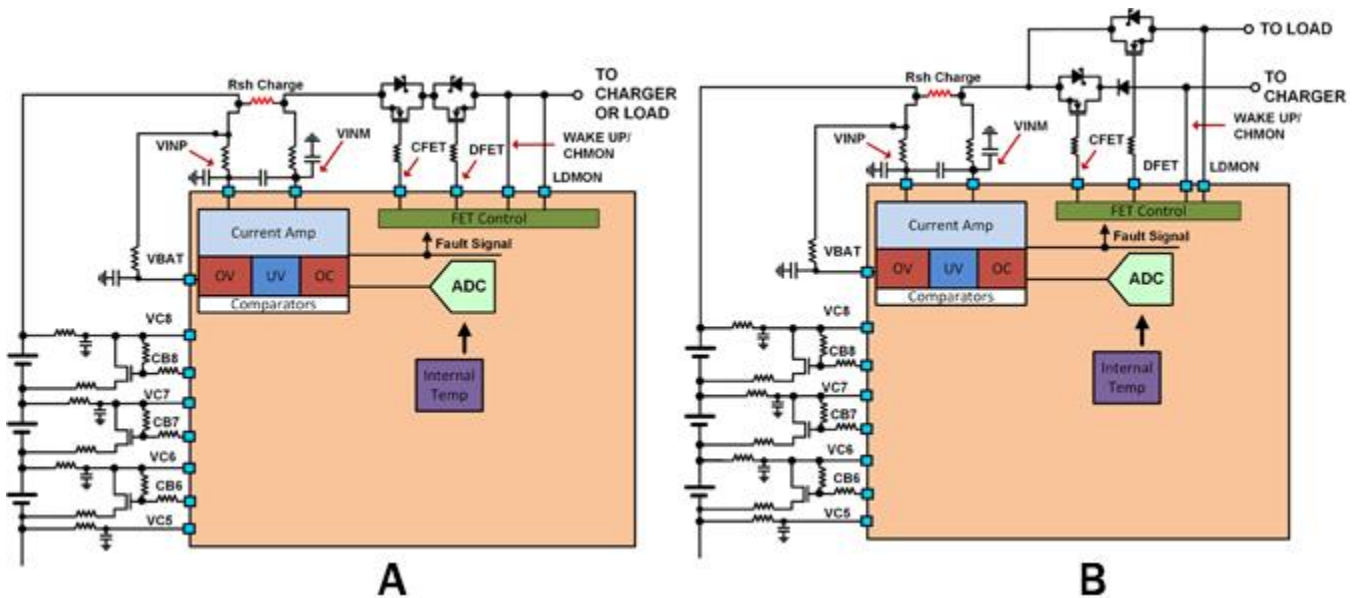 Rsh Charge
TO
CHARGER
OR LOAD
VINP
VINM
CFET
DFET
WAKE UP/
CHMON
LDMON
FET Control
Current Amp
Fault Signal
VBAT
OV
UV
OC
ADC
Comparators
VC8
CB8
Internal
Temp
VC7
CB7
VC6
CB6
VC5
A
TO LOAD
Rsh Charge
TO
CHARGER
VINP
VINM
CFET
WAKE UP/
CHMON
DFET
LDMON
FET Control
Current Amp
Fault Signal
VBAT
OV
UV
OC
ADC
Comparators
VC8
CB8
Internal
Temp
VC7
CB7
VC6
CB6
VC5
B